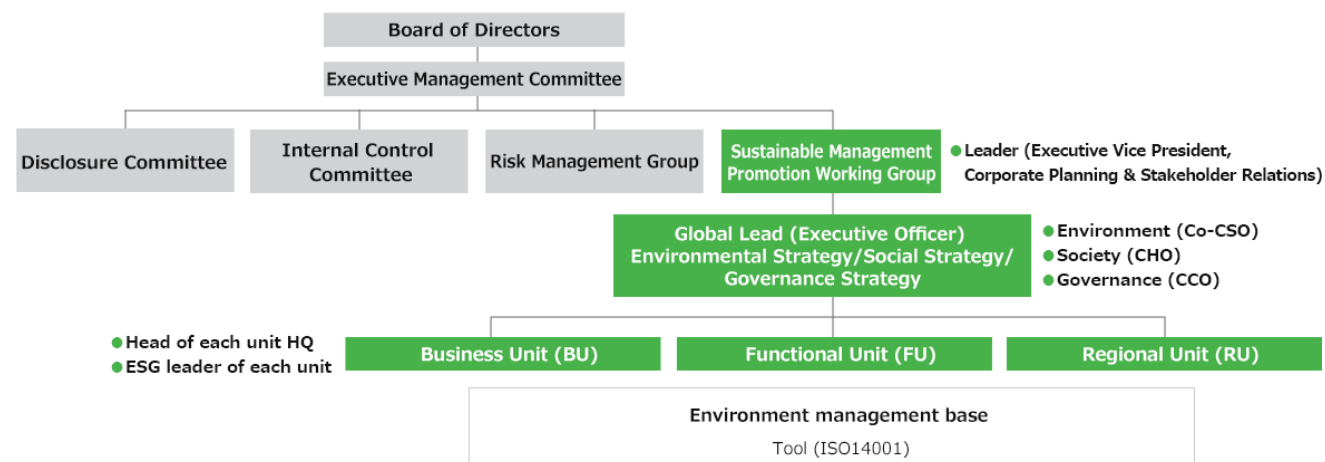 Board of Directors
Executive Management Committee
Disclosure Committee
Internal Control
Committee
Risk Management Group
Sustainable Management
Promotion Working Group
Leader (Executive Vice President,
Corporate Planning & Stakeholder Relations)
Global Lead (Executive Officer)
Environmental Strategy/Social Strategy/
Governance Strategy
Environment (Co-CSO)
Society (CHO)
Governance (CCO)
Head of each unit HQ
ESG leader of each unit
Business Unit (BU)
Functional Unit (FU)
Regional Unit (RU)
Environment management base
Tool (ISO14001)